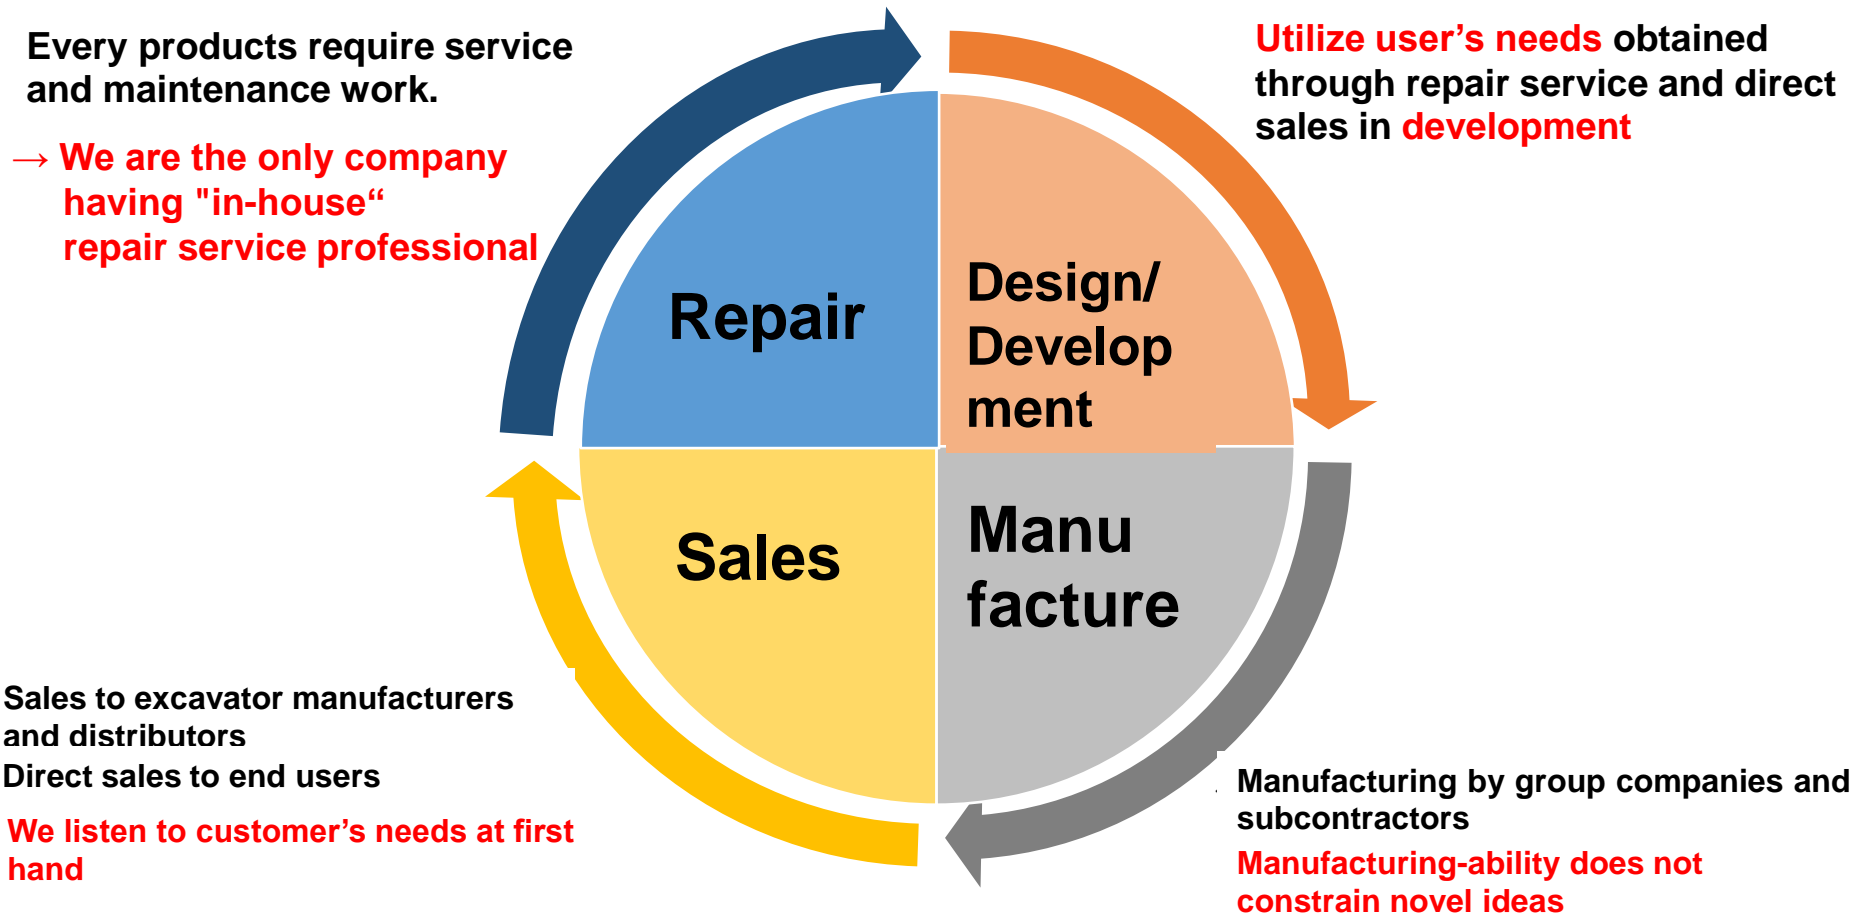 Every products require service
and maintenance work.
→ We are the only company
having "in-house“
repair service professional
Utilize user’s needs obtained
through repair service and direct
sales in development
Repair
Design/
Develop
ment
Sales
Manu
facture
Sales to excavator manufacturers
and distributors
Direct sales to end users
We listen to customer’s needs at first
hand
Manufacturing by group companies and
subcontractors
Manufacturing-ability does not
constrain novel ideas